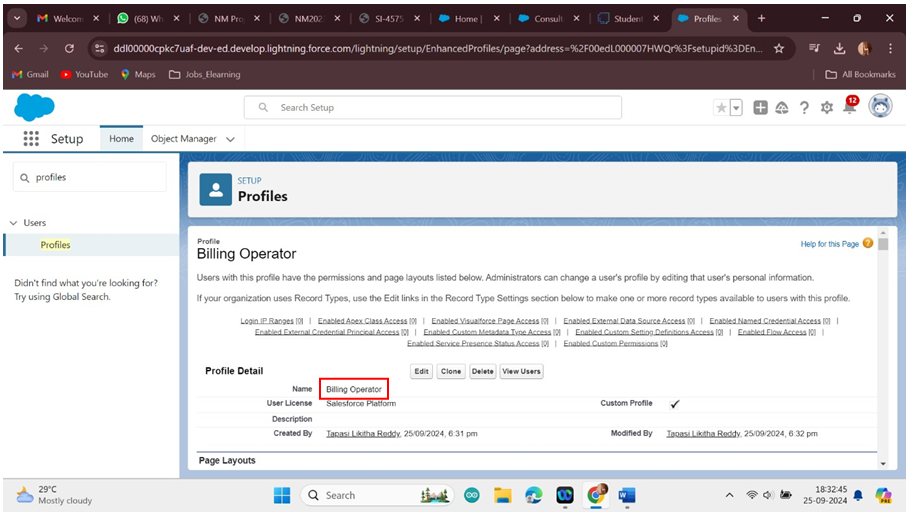 Welcom
(68) Wh
NM Pro
NM202
SI-4575
Home |
Consult
Student
Profiles
ddl00000cpkc7uaf-dev-ed.develop.lightning.force.com/lightning/setup/EnhancedProfiles/page?address=%2F00edL000007HWQr%3Fsetupid%3DEn...
Gmail YouTube Maps Jobs_Elearning All Bookmarks
Search Setup
12
Setup Home Object Manager
profiles
Users
Profiles
Didn't find what you're looking for?
Try using Global Search.
SETUP
Profiles
Profile
Billing Operator
Help for this Page
Users with this profile have the permissions and page layouts listed below. Administrators can change a user's profile by editing that user's personal information.
If your organization uses Record Types, use the Edit links in the Record Type Settings section below to make one or more record types available to users with this profile.
Login IP Ranges [0] | Enabled Apex Class Access [0] | Enabled Visualforce Page Access [0] | Enabled External Data Source Access [0] | Enabled Named Credential Access [0] |
Enabled External Credential Principal Access [0] | Enabled Custom Metadata Type Access [0] | Enabled Custom Setting Definitions Access [0] | Enabled Flow Access [0] |
Enabled Service Presence Status Access [0] | Enabled Custom Permissions [0]
Profile Detail Edit Clone Delete View Users
Name Billing Operator
User License Salesforce Platform Custom Profile ✓
Description
Created By Tapasi Likitha Reddy, 25/09/2024, 6:31 pm Modified By Tapasi Likitha Reddy, 25/09/2024, 6:32 pm
Page Layouts
29°C
Mostly cloudy
Search
18:32:45
25-09-2024
PRE